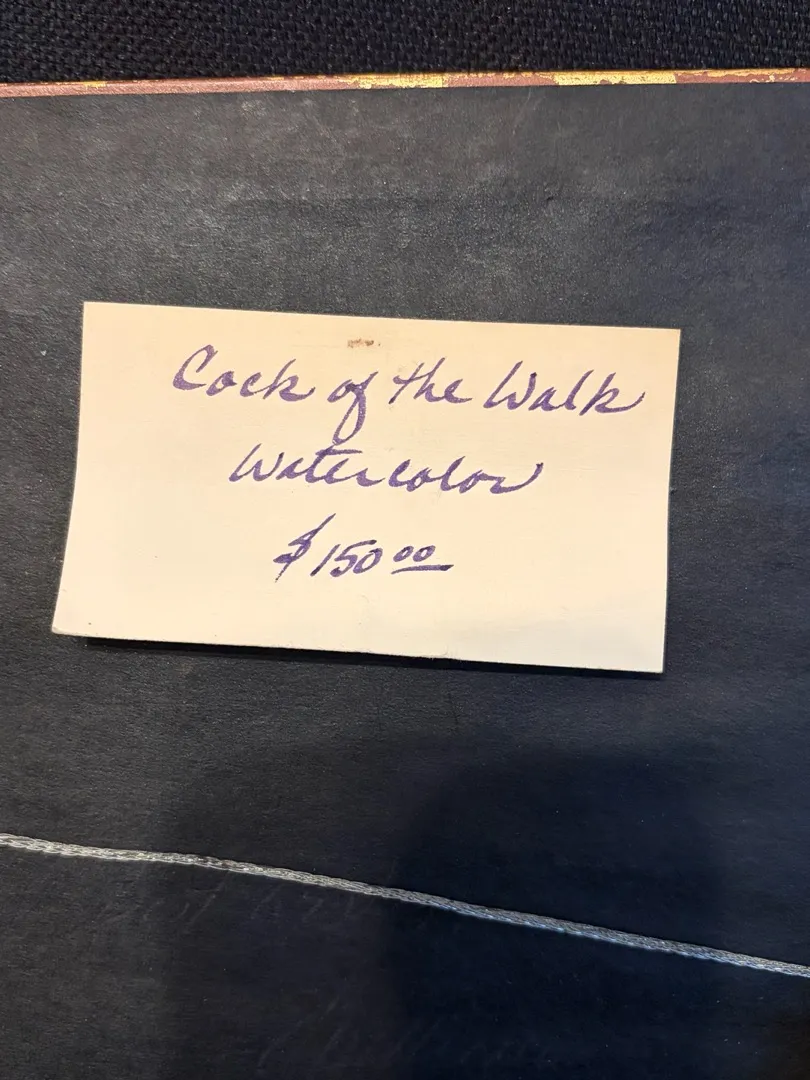 Cock of the Walk
Watercolor
$150 00